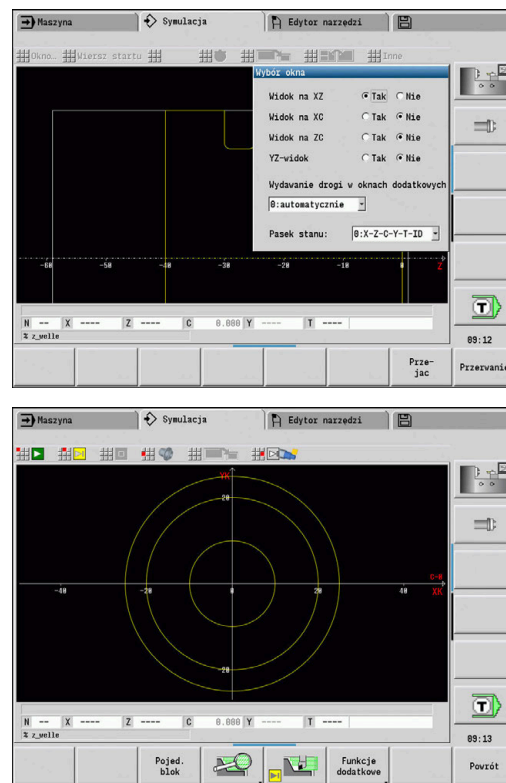 Maszyna Symulacja Edytor narzędzi
Okno.. Wiersz startu Inne
Wybór okna
Widok na XZ Tak Nie
Widok na XC Tak Nie
Widok na ZC Tak Nie
YZ-widok Tak Nie
Wydawanie drogi w oknach dodatkowych
0:automatycznie
Pasek stanu: 0:X-Z-C-Y-T-ID
-60 -50 -40 -30 -20 -10 0 Z
N -- X ---- Z ---- C 0.000 Y ---- T ----
% z_welle
T
09:12
Prze-
jac
Przerwanie
Maszyna Symulacja Edytor narzędzi
YK
20
C-H
-40 -20 0 20 40 XK
-20
N -- X ---- Z ---- C 0.000 Y ---- T ----
% z_welle
T
09:13
Pojed.
blok
Funkcje
dodatkowe
Powrót